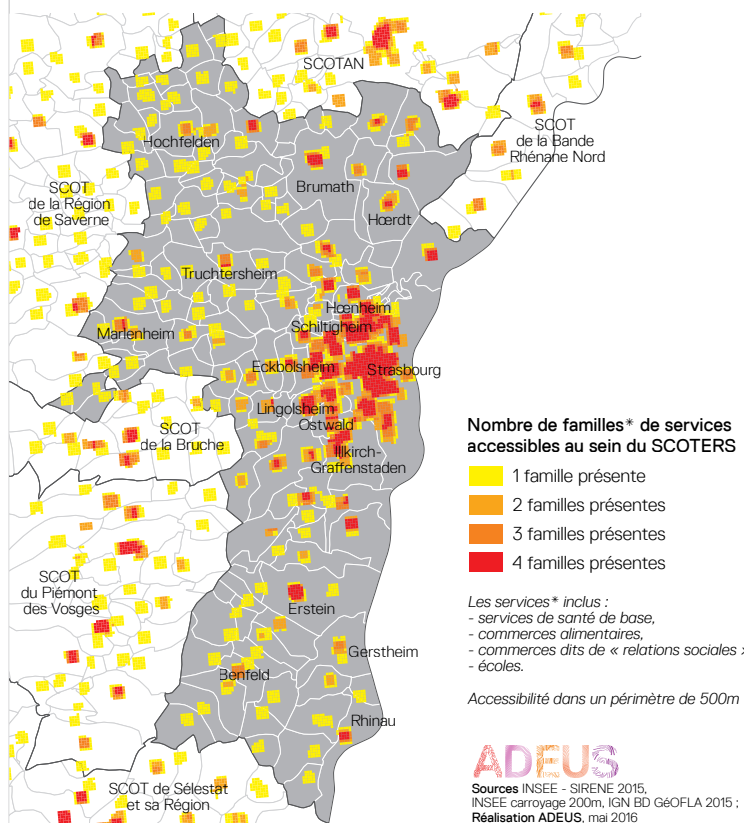 SCOTAN
SCOT
de la Bande
Rhénane Nord
Hochfelden
Brumath
SCOT
de la Région
de Saverne
Hœrdt
Truchtersheim
Hœnheim
Schiltigheim
Marlenheim
Eckbolsheim
Strasbourg
Lingolsheim
Ostwald
SCOT
de la Bruche
Illkirch-
Graffenstaden
SCOT
du Piémont
des Vosges
Erstein
Gerstheim
Benfeld
Rhinau
SCOT de Sélestat
et sa Région
Nombre de familles* de services
accessibles au sein du SCOTERS
1 famille présente
2 familles présentes
3 familles présentes
4 familles présentes
Les services* inclus :
- services de santé de base,
- commerces alimentaires,
- commerces dits de « relations sociales »
- écoles.
Accessibilité dans un périmètre de 500m
ADEUS
Sources INSEE - SIRENE 2015,
INSEE carroyage 200m, IGN BD GéOFLA 2015 ;
Réalisation ADEUS, mai 2016